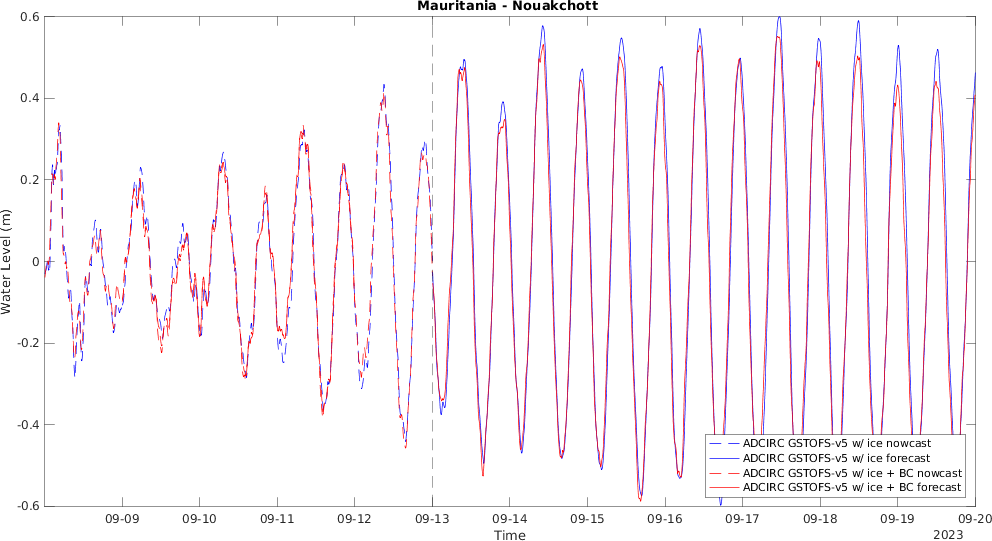 Mauritania - Nouakchott
0.6
0.4
0.2
0
-0.2
-0.4
-0.6
Water Level (m)
ADCIRC GSTOFS-v5 w/ ice nowcast
ADCIRC GSTOFS-v5 w/ ice forecast
ADCIRC GSTOFS-v5 w/ ice + BC nowcast
ADCIRC GSTOFS-v5 w/ ice + BC forecast
09-09 09-10 09-11 09-12 09-13 09-14 09-15 09-16 09-17 09-18 09-19 09-20
Time
2023